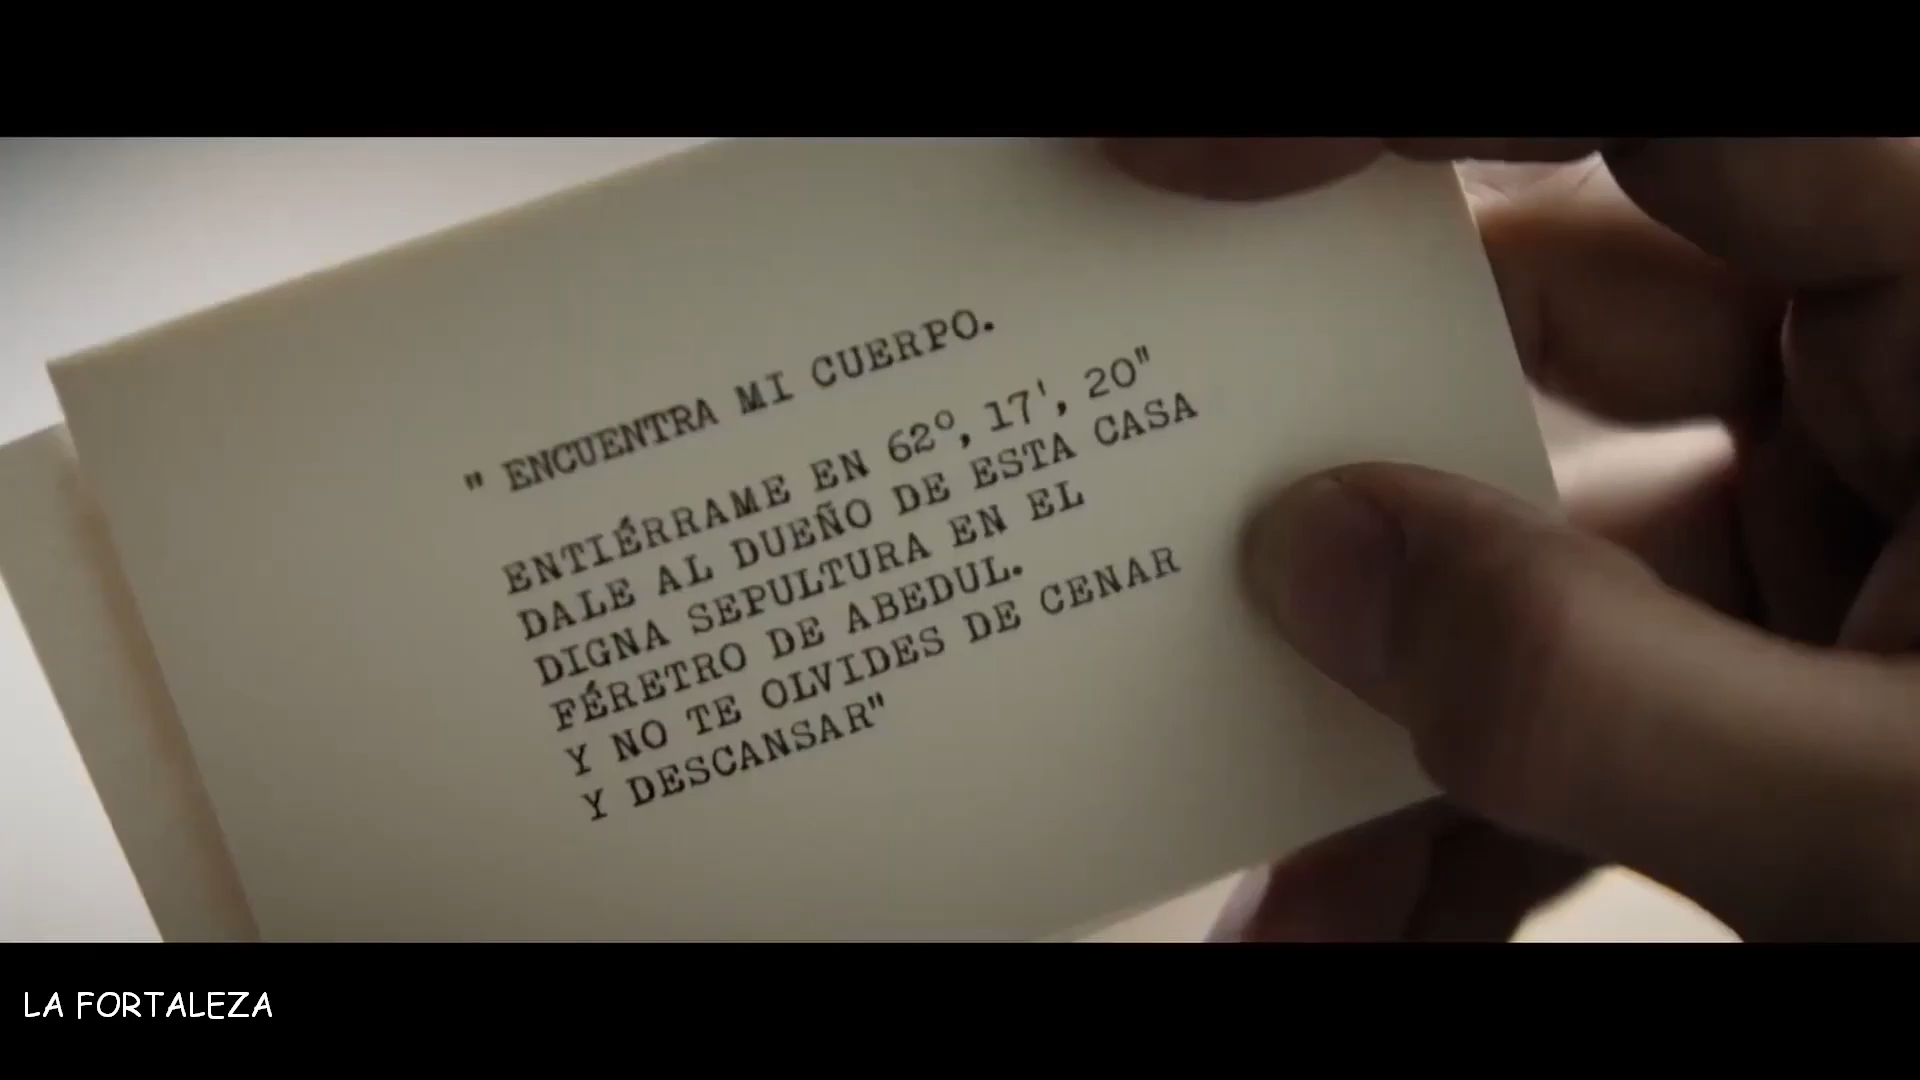 " ENCUENTRA MI CUERPO.
ENTIÉRRAME EN 62º, 17', 20"
DALE AL DUEÑO DE ESTA CASA
DIGNA SEPULTURA EN EL
FÉRETRO DE ABEDUL.
Y NO TE OLVIDES DE CENAR
Y DESCANSAR"
LA FORTALEZA